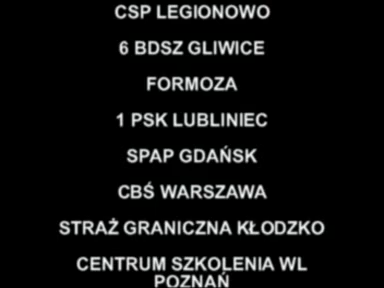 CSP LEGIONOWO
6 BDSZ GLIWICE
FORMOZA
1 PSK LUBLINIEC
SPAP GDAŃSK
CBŚ WARSZAWA
STRAŻ GRANICZNA KŁODZKO
CENTRUM SZKOLENIA WL
POZNAŃ